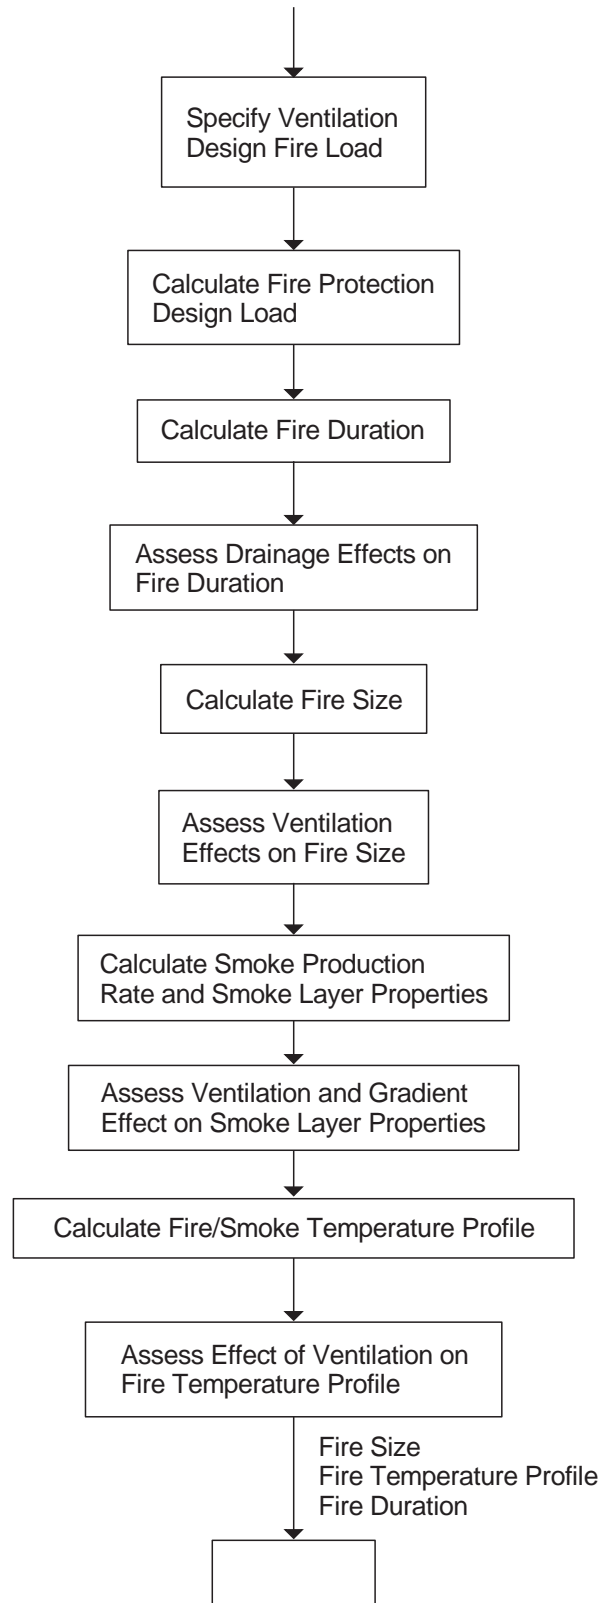 Specify Ventilation
Design Fire Load
Calculate Fire Protection
Design Load
Calculate Fire Duration
Assess Drainage Effects on
Fire Duration
Calculate Fire Size
Assess Ventilation
Effects on Fire Size
Calculate Smoke Production
Rate and Smoke Layer Properties
Assess Ventilation and Gradient
Effect on Smoke Layer Properties
Calculate Fire/Smoke Temperature Profile
Assess Effect of Ventilation on
Fire Temperature Profile
Fire Size
Fire Temperature Profile
Fire Duration